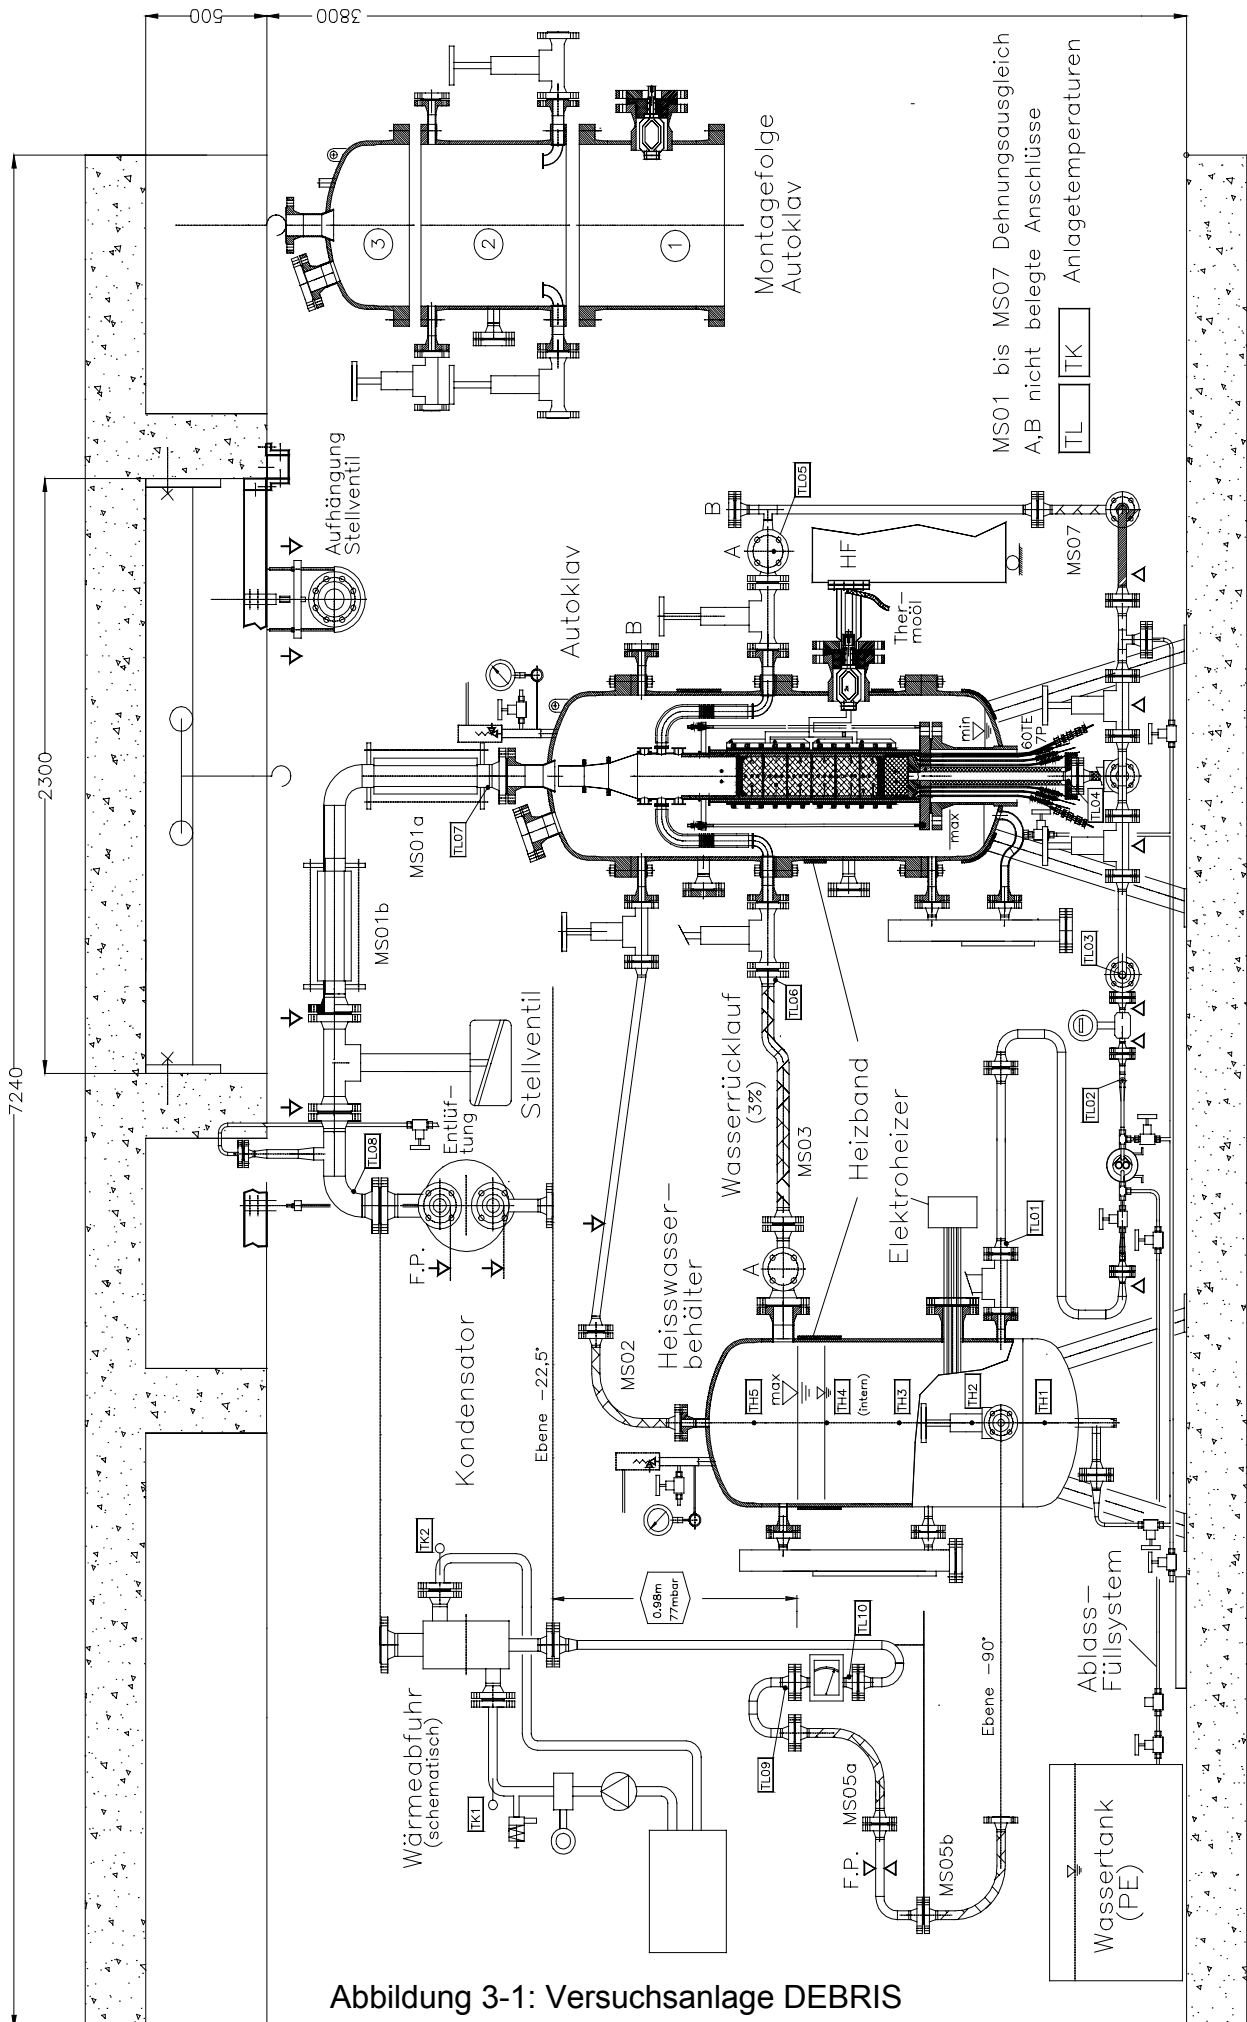 500
3800
7240
2300
3
2
1
Montagefolge
Autoklav
MS01 bis MS07 Dehnungsausgleich
A,B nicht belegte Anschlüsse
TL TK Anlagetemperaturen
Aufhängung
Stellventil
Autoklav
B
A
B
TL05
HF
Ther-
moöl
MS07
min
60TE
7P
max
TL04
TL03
TL02
TL07
MS01a
MS01b
Stellventil
Entlüf-
tung
TL08
F.P.
Kondensator
Ebene -22,5°
MS02
Wasserrücklauf
(3%)
MS03
TL06
Heizband
Elektroheizer
TL01
A
Heisswasser-
behälter
TH5
max
TH4
(intern)
TH3
TH2
TH1
TK2
TK1
Wärmeabfuhr
(schematisch)
0.98m
77mbar
TL10
TL09
MS05a
F.P.
MS05b
Ebene -90°
Ablass-
Füllsystem
Wassertank
(PE)
Abbildung 3-1: Versuchsanlage DEBRIS